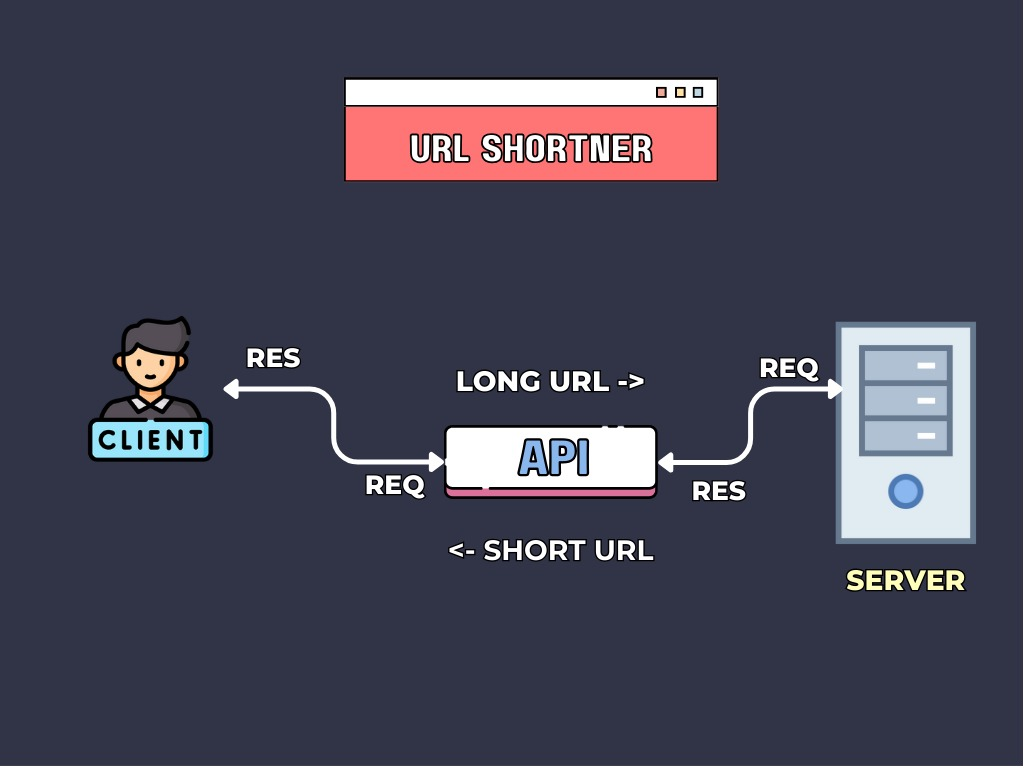 URL SHORTNER
RES
REQ
LONG URL ->
CLIENT
API
REQ
RES
<- SHORT URL
SERVER